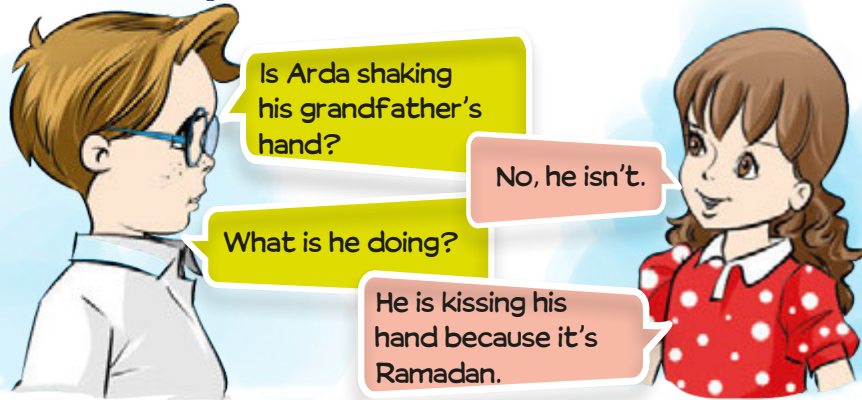 Is Arda shaking
his grandfather's
hand?
No, he isn't.
What is he doing?
He is kissing his
hand because it's
Ramadan.